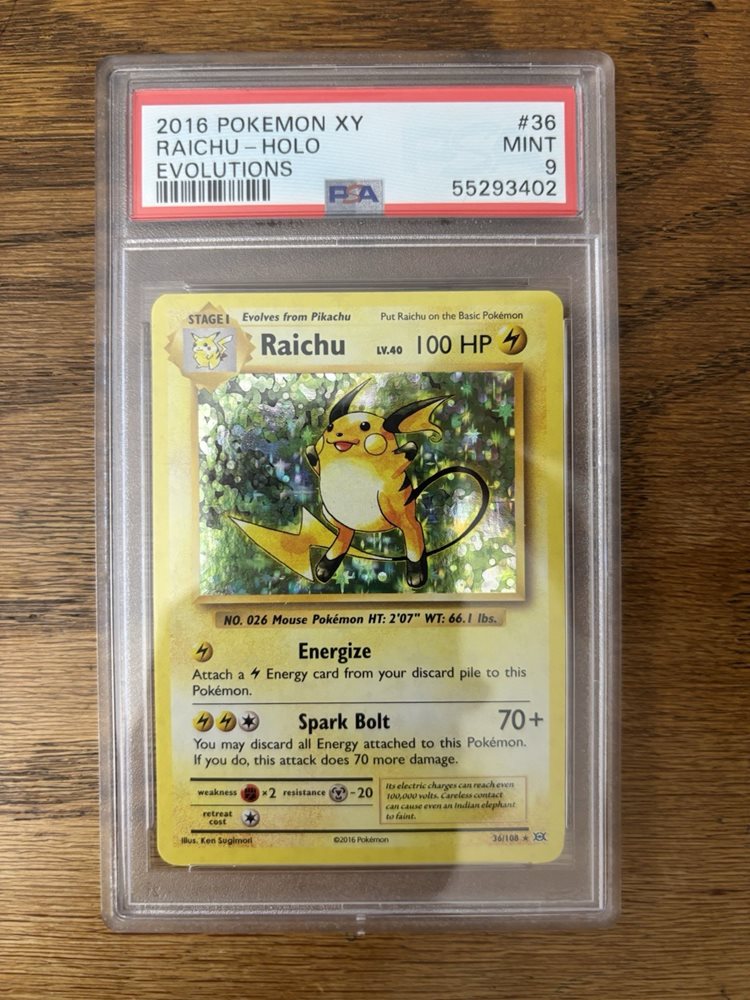 2016 POKEMON XY #36
RAICHU - HOLO MINT
EVOLUTIONS 9
PSA 55293402
STAGE 1 Evolves from Pikachu Put Raichu on the Basic Pokémon
Raichu LV.40 100 HP
NO. 026 Mouse Pokémon HT: 2'07" WT: 66.1 lbs.
Energize
Attach a Energy card from your discard pile to this
Pokémon.
Spark Bolt 70+
You may discard all Energy attached to this Pokémon.
If you do, this attack does 70 more damage.
weakness ×2 resistance -20
retreat
cost
Its electric charges can reach even
100,000 volts. Careless contact
can cause even an Indian elephant
to faint.
Illus. Ken Sugimori ©2016 Pokémon 36/108 ★ XY